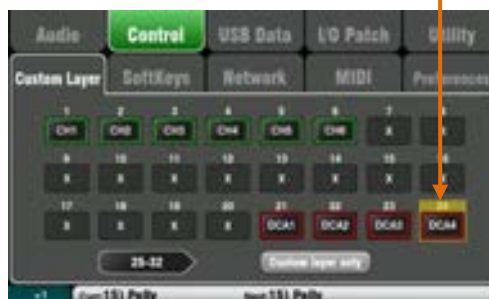 Audio Control USB Data I/O Patch Utility
Custom Layer SoftKeys Network MIDI Preferences
1 2 3 4 5 6 7 8
CH1 CH2 CH3 CH4 CH5 CH6 X X
9 10 11 12 13 14 15 16
X X X X X X X X
17 18 19 20 21 22 23 24
X X X X DCA1 DCA2 DCA3 DCA4
25-32 Custom layer only